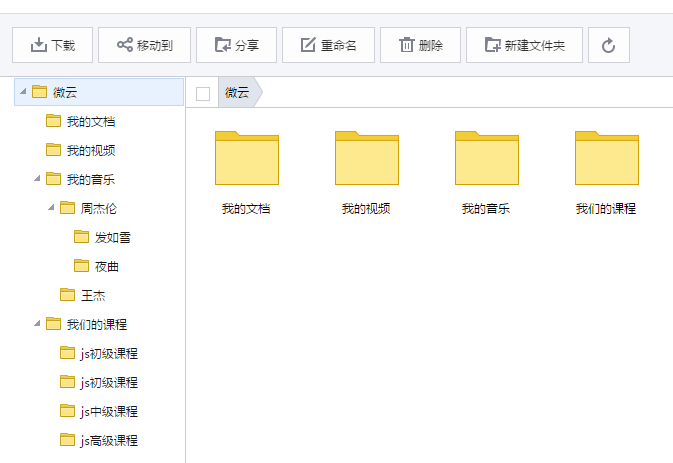 下载 移动到 分享 重命名 删除 新建文件夹
微云
我的文档
我的视频
我的音乐
周杰伦
发如雪
夜曲
王杰
我们的课程
js初级课程
js初级课程
js中级课程
js高级课程
微云
我的文档 我的视频 我的音乐 我们的课程